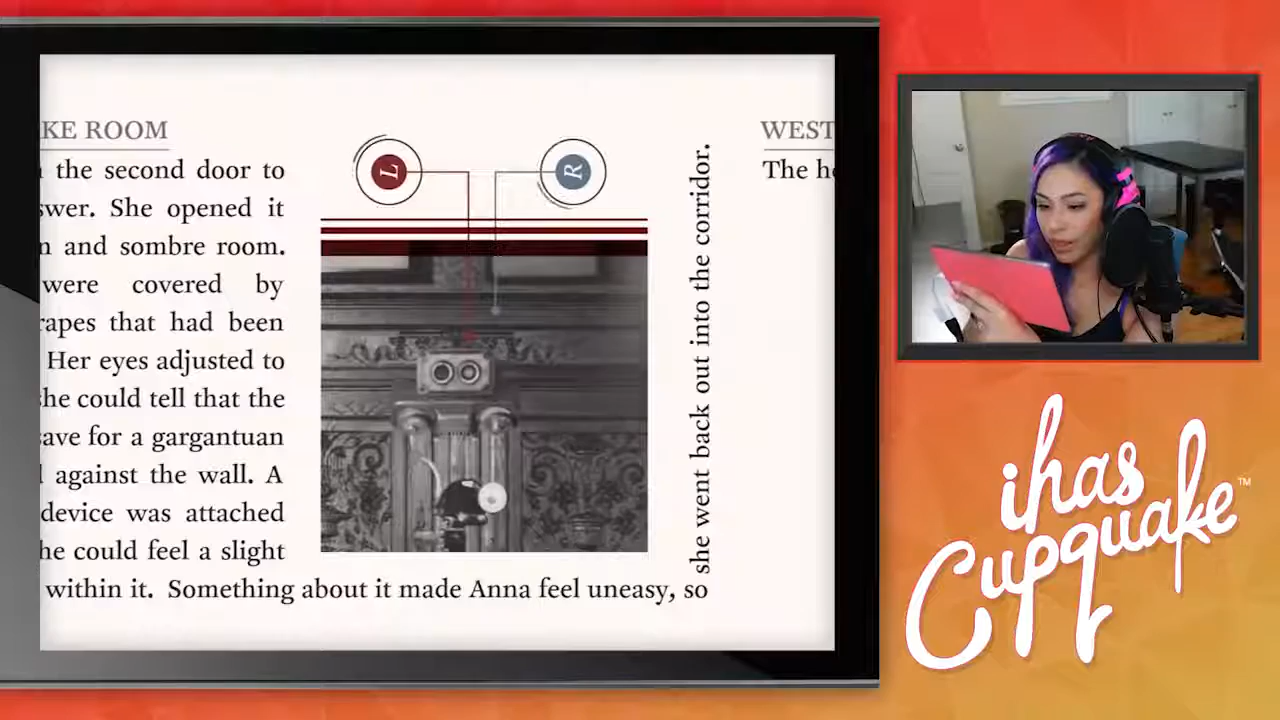 KE ROOM
the second door to
swer. She opened it
and sombre room.
were covered by
rapes that had been
Her eyes adjusted to
she could tell that the
save for a gargantuan
against the wall. A
device was attached
he could feel a slight
within it. Something about it made Anna feel uneasy, so
she went back out into the corridor.
L
R
WEST
The he
ihas
Cupquake™